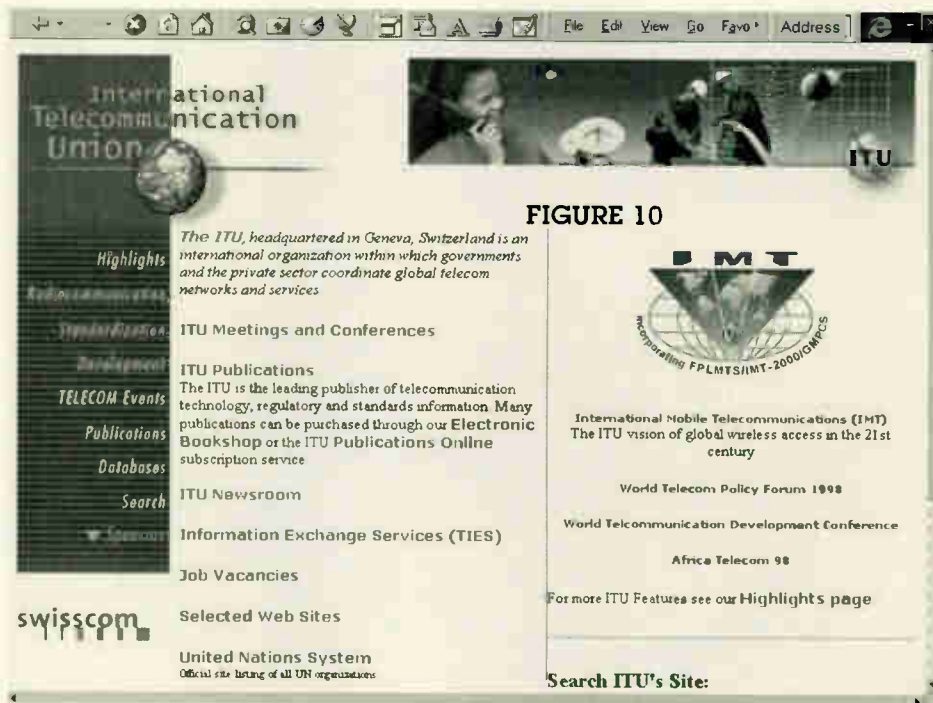 File Edit View Go Favo Address
International
Telecommunication
Union
ITU
FIGURE 10
Highlights
Radiocommunication
Standardization
Development
TELECOM Events
Publications
Databases
Search
Sponsor
swisscom
The ITU, headquartered in Geneva, Switzerland is an
international organization within which governments
and the private sector coordinate global telecom
networks and services
ITU Meetings and Conferences
ITU Publications
The ITU is the leading publisher of telecommunication
technology, regulatory and standards information. Many
publications can be purchased through our Electronic
Bookshop or the ITU Publications Online
subscription service
ITU Newsroom
Information Exchange Services (TIES)
Job Vacancies
Selected Web Sites
United Nations System
Official site listing of all UN organizations
IMT
incorporating FPLMTS/IMT-2000/GMPCS
International Mobile Telecommunications (IMT)
The ITU vision of global wireless access in the 21st
century
World Telecom Policy Forum 1998
World Telcommunication Development Conference
Africa Telecom 98
For more ITU Features see our Highlights page
Search ITU's Site: